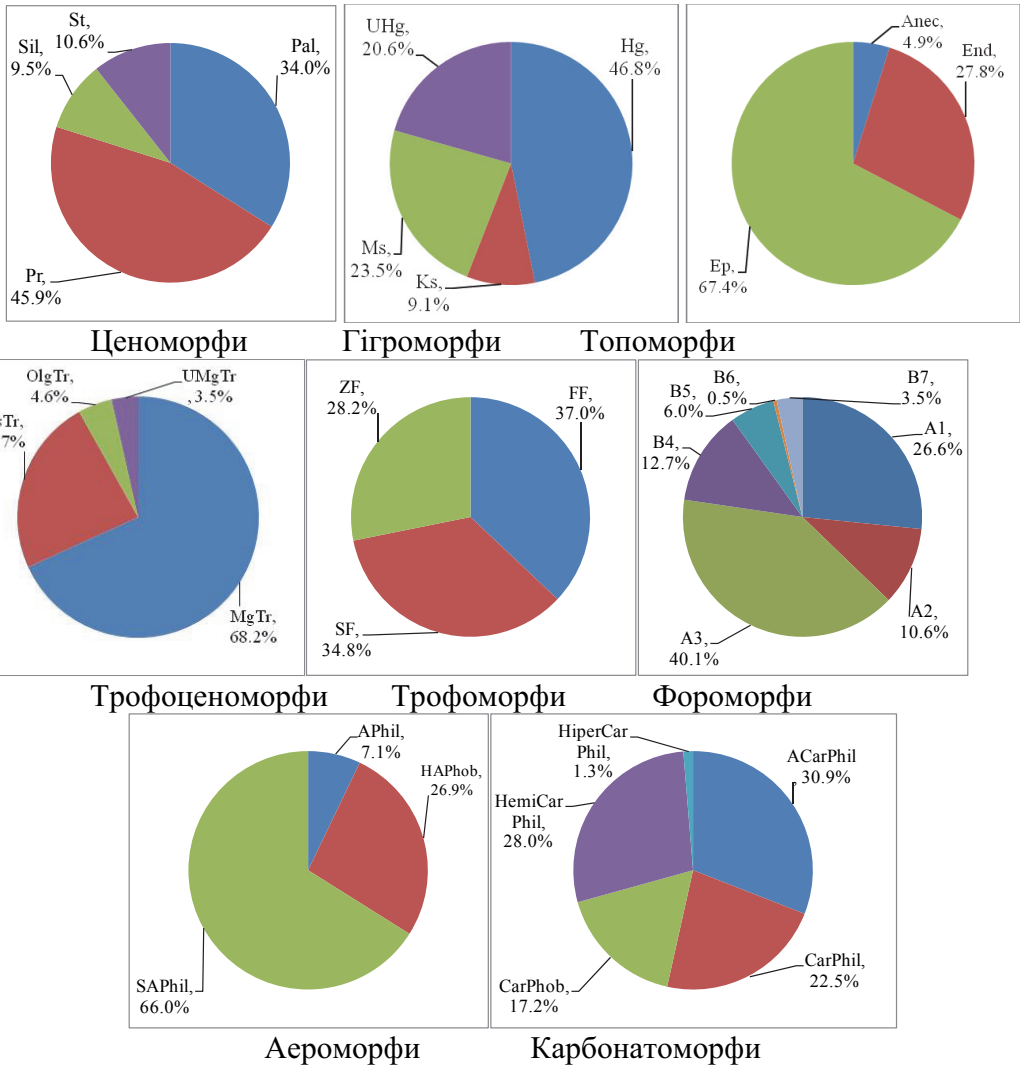 St,
10.6%
Sil,
9.5%
Pal,
34.0%
Pr,
45.9%
UHg,
20.6%
Hg,
46.8%
Ms,
23.5%
Ks,
9.1%
Anec,
4.9%
End,
27.8%
Ep,
67.4%
Ценоморфи Гігроморфи Топоморфи
OlgTr,
4.6%
UMgTr
, 3.5%
sTr,
7%
MgTr,
68.2%
ZF,
28.2%
FF,
37.0%
SF,
34.8%
B6,
0.5%
B7,
3.5%
B5,
6.0%
B4,
12.7%
A1,
26.6%
A2,
10.6%
A3,
40.1%
Трофоценоморфи Трофоморфи Фороморфи
APhil,
7.1%
HAPhob,
26.9%
SAPhil,
66.0%
HiperCar
Phil,
1.3%
ACarPhil
30.9%
HemiCar
Phil,
28.0%
CarPhob,
17.2%
CarPhil,
22.5%
Аероморфи Карбонатоморфи